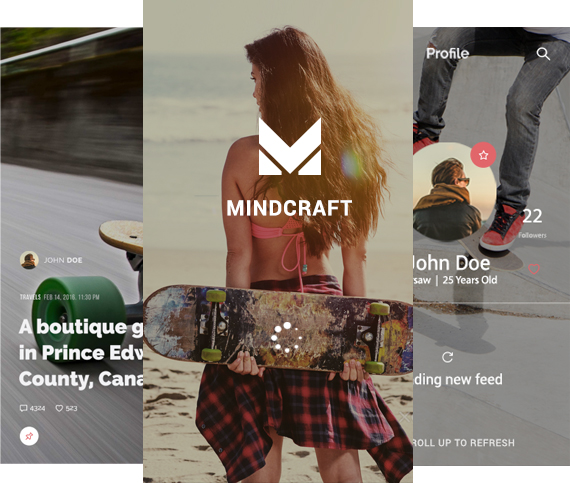 JOHN DOE
TRAVELS FEB 14, 2016, 11:30 PM
A boutique g
in Prince Edw
County, Cana
4324 523
MINDCRAFT
Profile
22
Followers
John Doe
saw | 25 Years Old
ding new feed
ROLL UP TO REFRESH